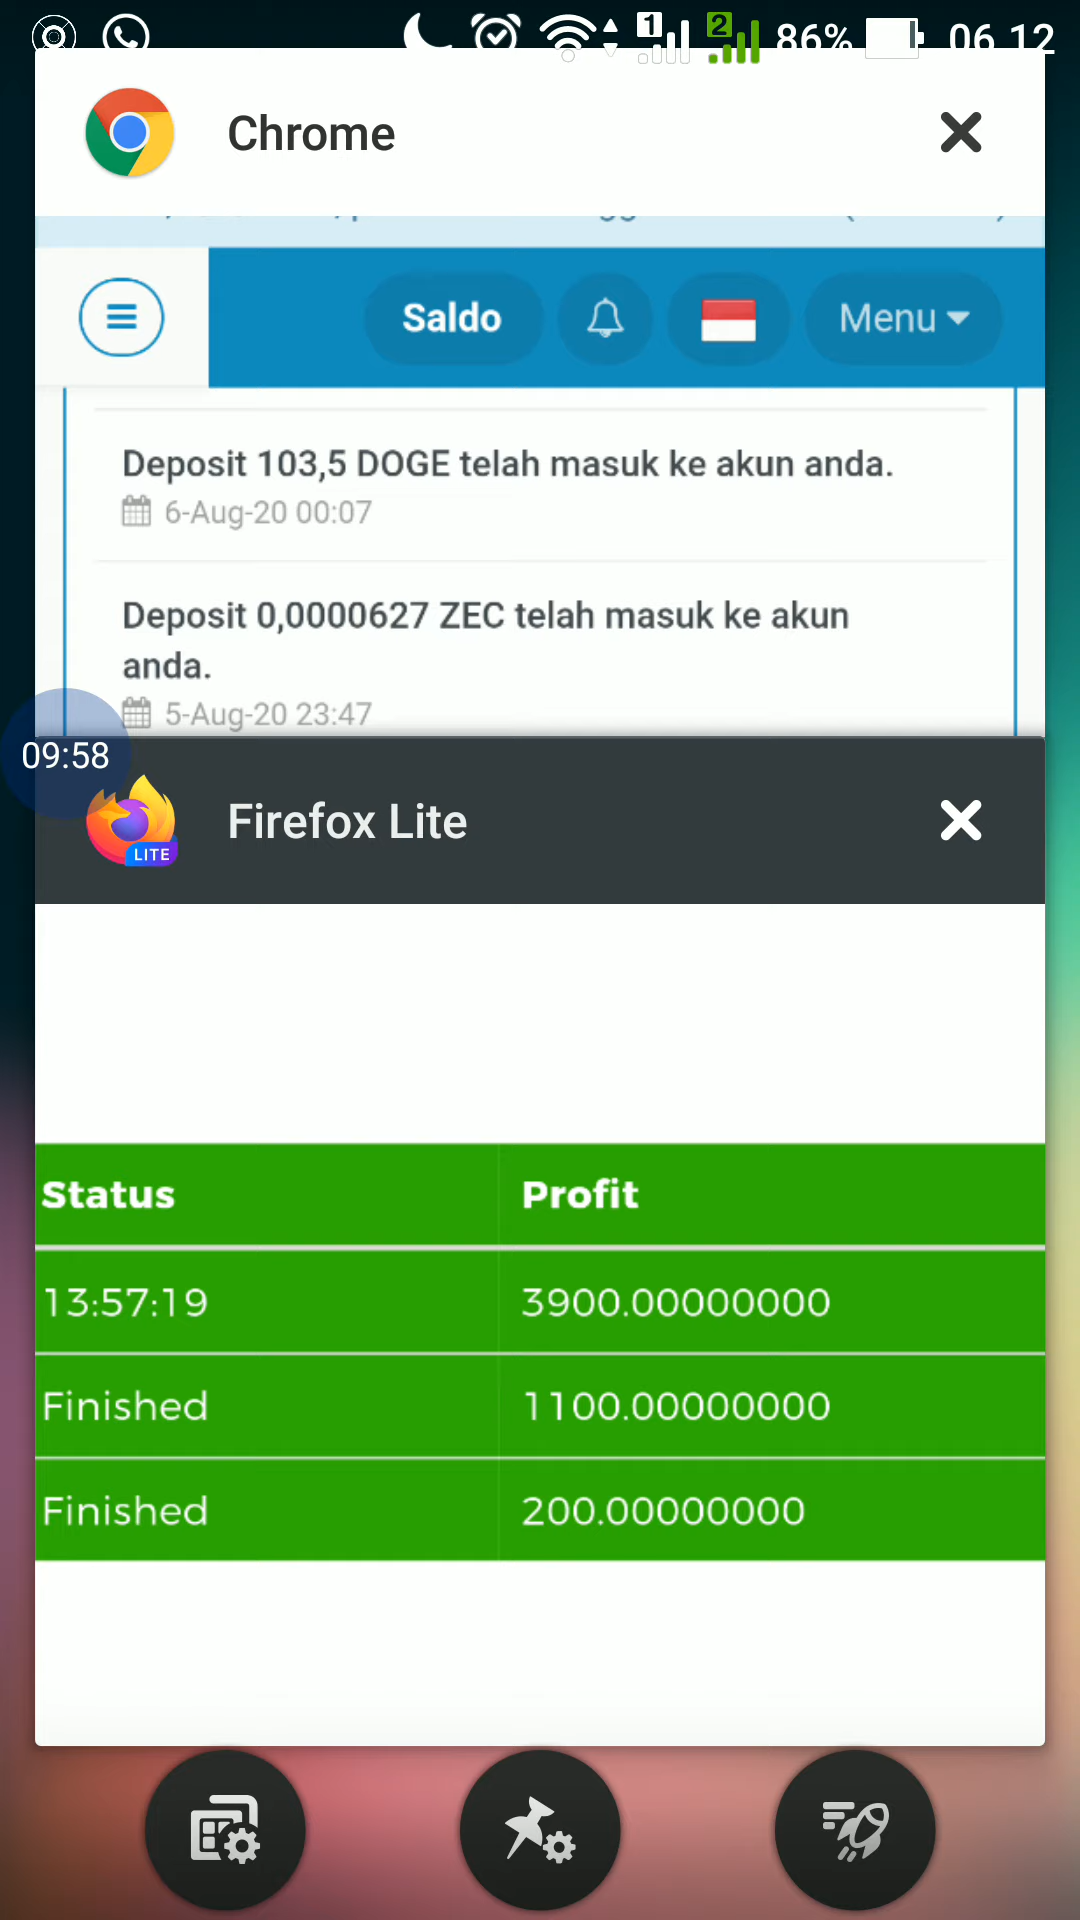 1 2 86% 06 12
Chrome
Saldo Menu
Deposit 103,5 DOGE telah masuk ke akun anda.
6-Aug-20 00:07
Deposit 0,0000627 ZEC telah masuk ke akun
anda.
5-Aug-20 23:47
09:58
Firefox Lite
LITE
Status Profit
13:57:19 3900.00000000
Finished 1100.00000000
Finished 200.00000000